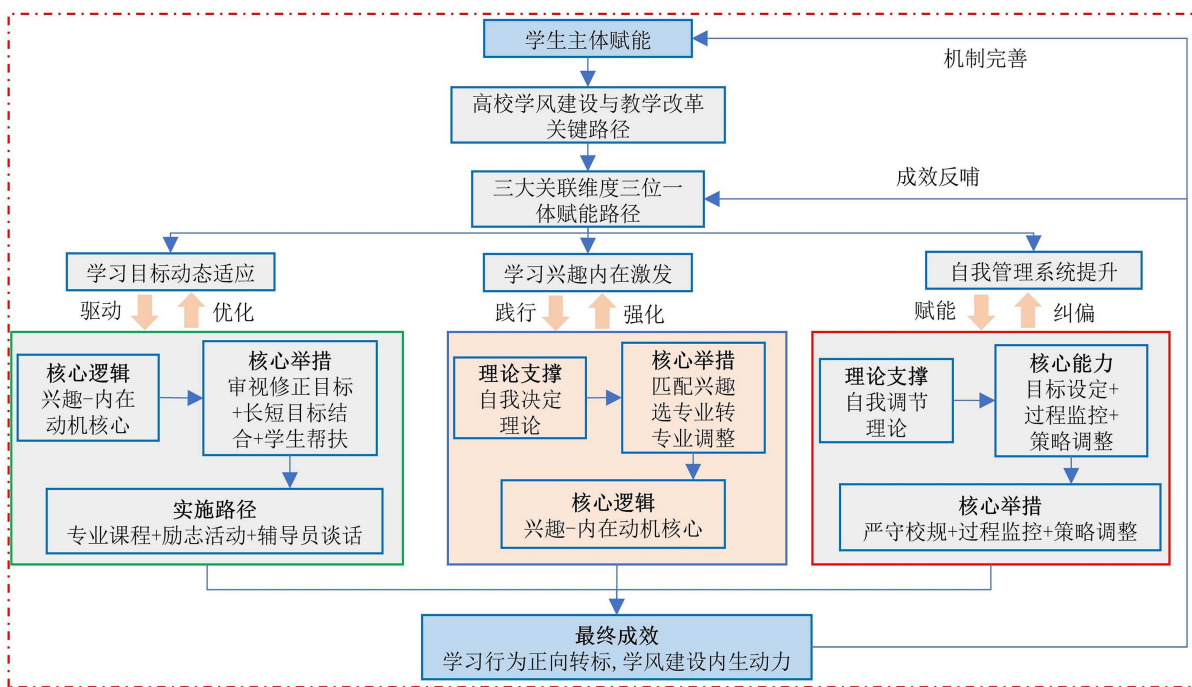 学生主体赋能
机制完善
高校学风建设与教学改革
关键路径
成效反哺
三大关联维度三位一
体赋能路径
学习目标动态适应
学习兴趣内在激发
自我管理系统提升
驱动
优化
践行
强化
赋能
纠偏
核心逻辑
兴趣-内在
动机核心
核心举措
审视修正目标
+长短目标结
合+学生帮扶
实施路径
专业课程+励志活动+辅导员谈话
理论支撑
自我决定
理论
核心举措
匹配兴趣
选专业转
专业调整
核心逻辑
兴趣-内在动机核心
理论支撑
自我调节
理论
核心能力
目标设定+
过程监控+
策略调整
核心举措
严守校规+过程监控+策略调整
最终成效
学习行为正向转标, 学风建设内生动力